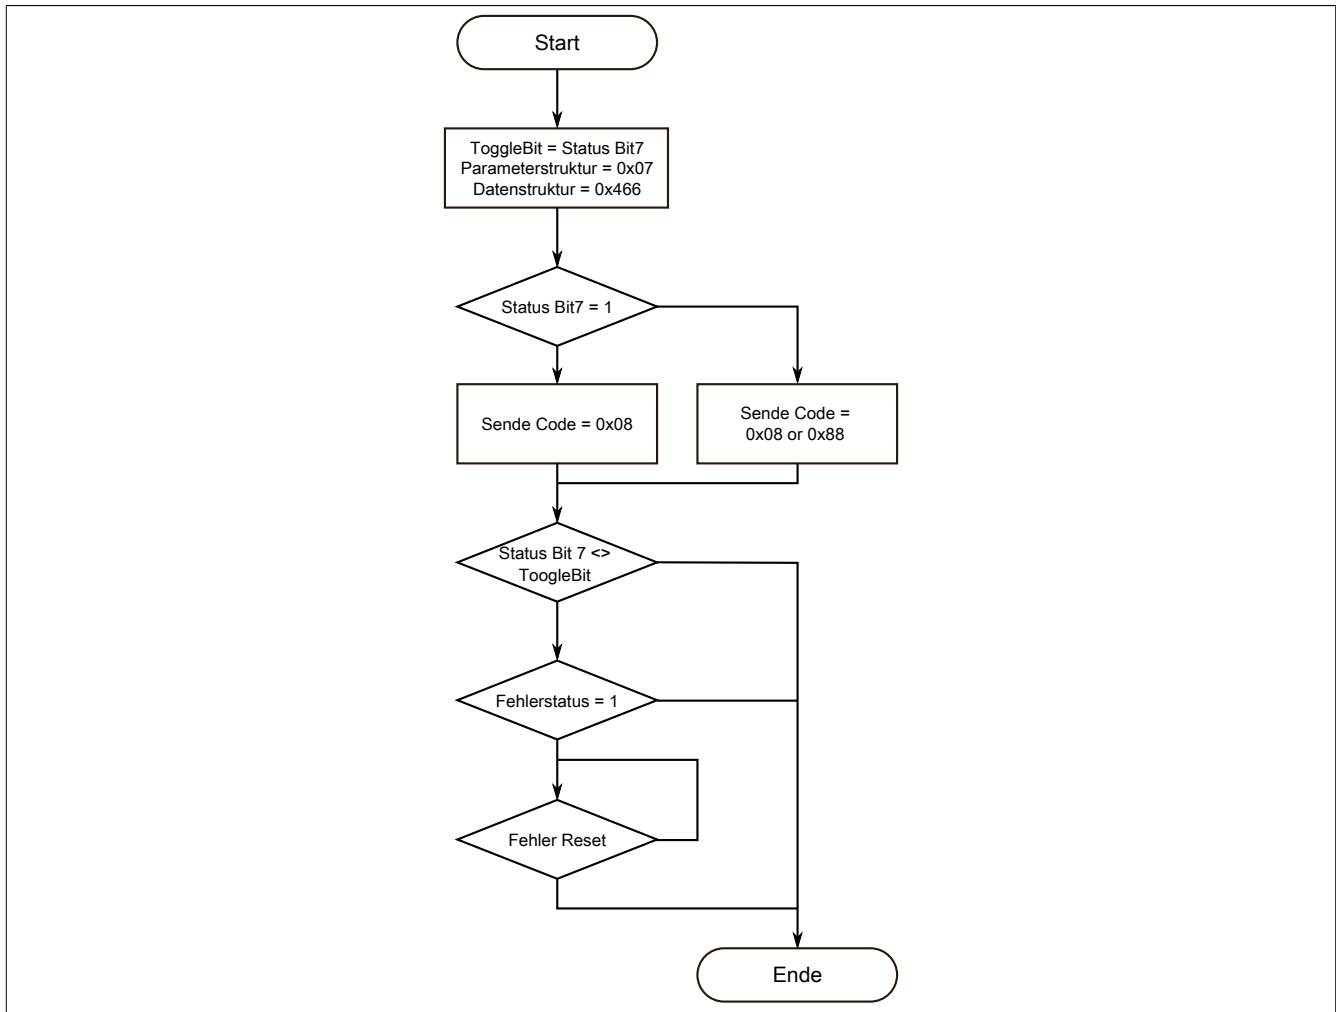 Start
ToggleBit = Status Bit7
Parameterstruktur = 0x07
Datenstruktur = 0x466
Status Bit7 = 1
Sende Code = 0x08
Sende Code =
0x08 or 0x88
Status Bit 7 <>
ToogleBit
Fehlerstatus = 1
Fehler Reset
Ende